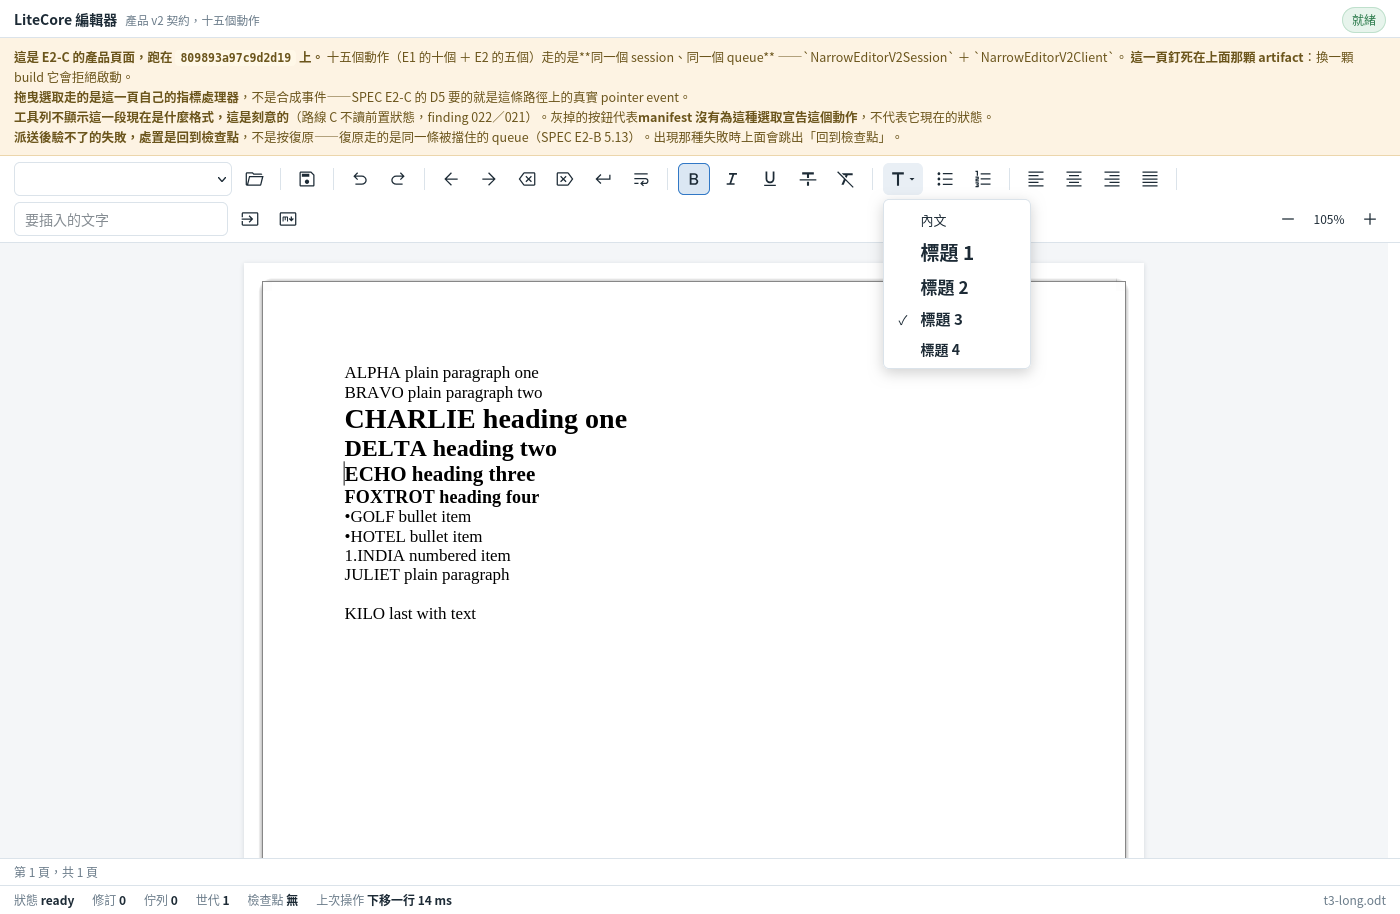 LiteCore 編輯器 產品 v2 契約，十五個動作 就緒
這是 E2-C 的產品頁面，跑在 809893a97c9d2d19 上。 十五個動作（E1 的十個 ＋ E2 的五個）走的是**同一個 session、同一個 queue** ——`NarrowEditorV2Session` ＋ `NarrowEditorV2Client`。 這一頁釘死在上面那顆 artifact：換一顆
build 它會拒絕啟動。
拖曳選取走的是這一頁自己的指標處理器，不是合成事件——SPEC E2-C 的 D5 要的就是這條路徑上的真實 pointer event。
工具列不顯示這一段現在是什麼格式，這是刻意的（路線 C 不讀前置狀態，finding 022／021）。灰掉的按鈕代表manifest 沒有為這種選取宣告這個動作，不代表它現在的狀態。
派送後驗不了的失敗，處置是回到檢查點，不是按復原——復原走的是同一條被擋住的 queue（SPEC E2-B 5.13）。出現那種失敗時上面會跳出「回到檢查點」。
B I U T T
要插入的文字 105%
內文
標題 1
標題 2
✓ 標題 3
標題 4
ALPHA plain paragraph one
BRAVO plain paragraph two
CHARLIE heading one
DELTA heading two
ECHO heading three
FOXTROT heading four
•GOLF bullet item
•HOTEL bullet item
1.INDIA numbered item
JULIET plain paragraph
KILO last with text
第 1 頁，共 1 頁
狀態 ready 修訂 0 佇列 0 世代 1 檢查點 無 上次操作 下移一行 14 ms t3-long.odt